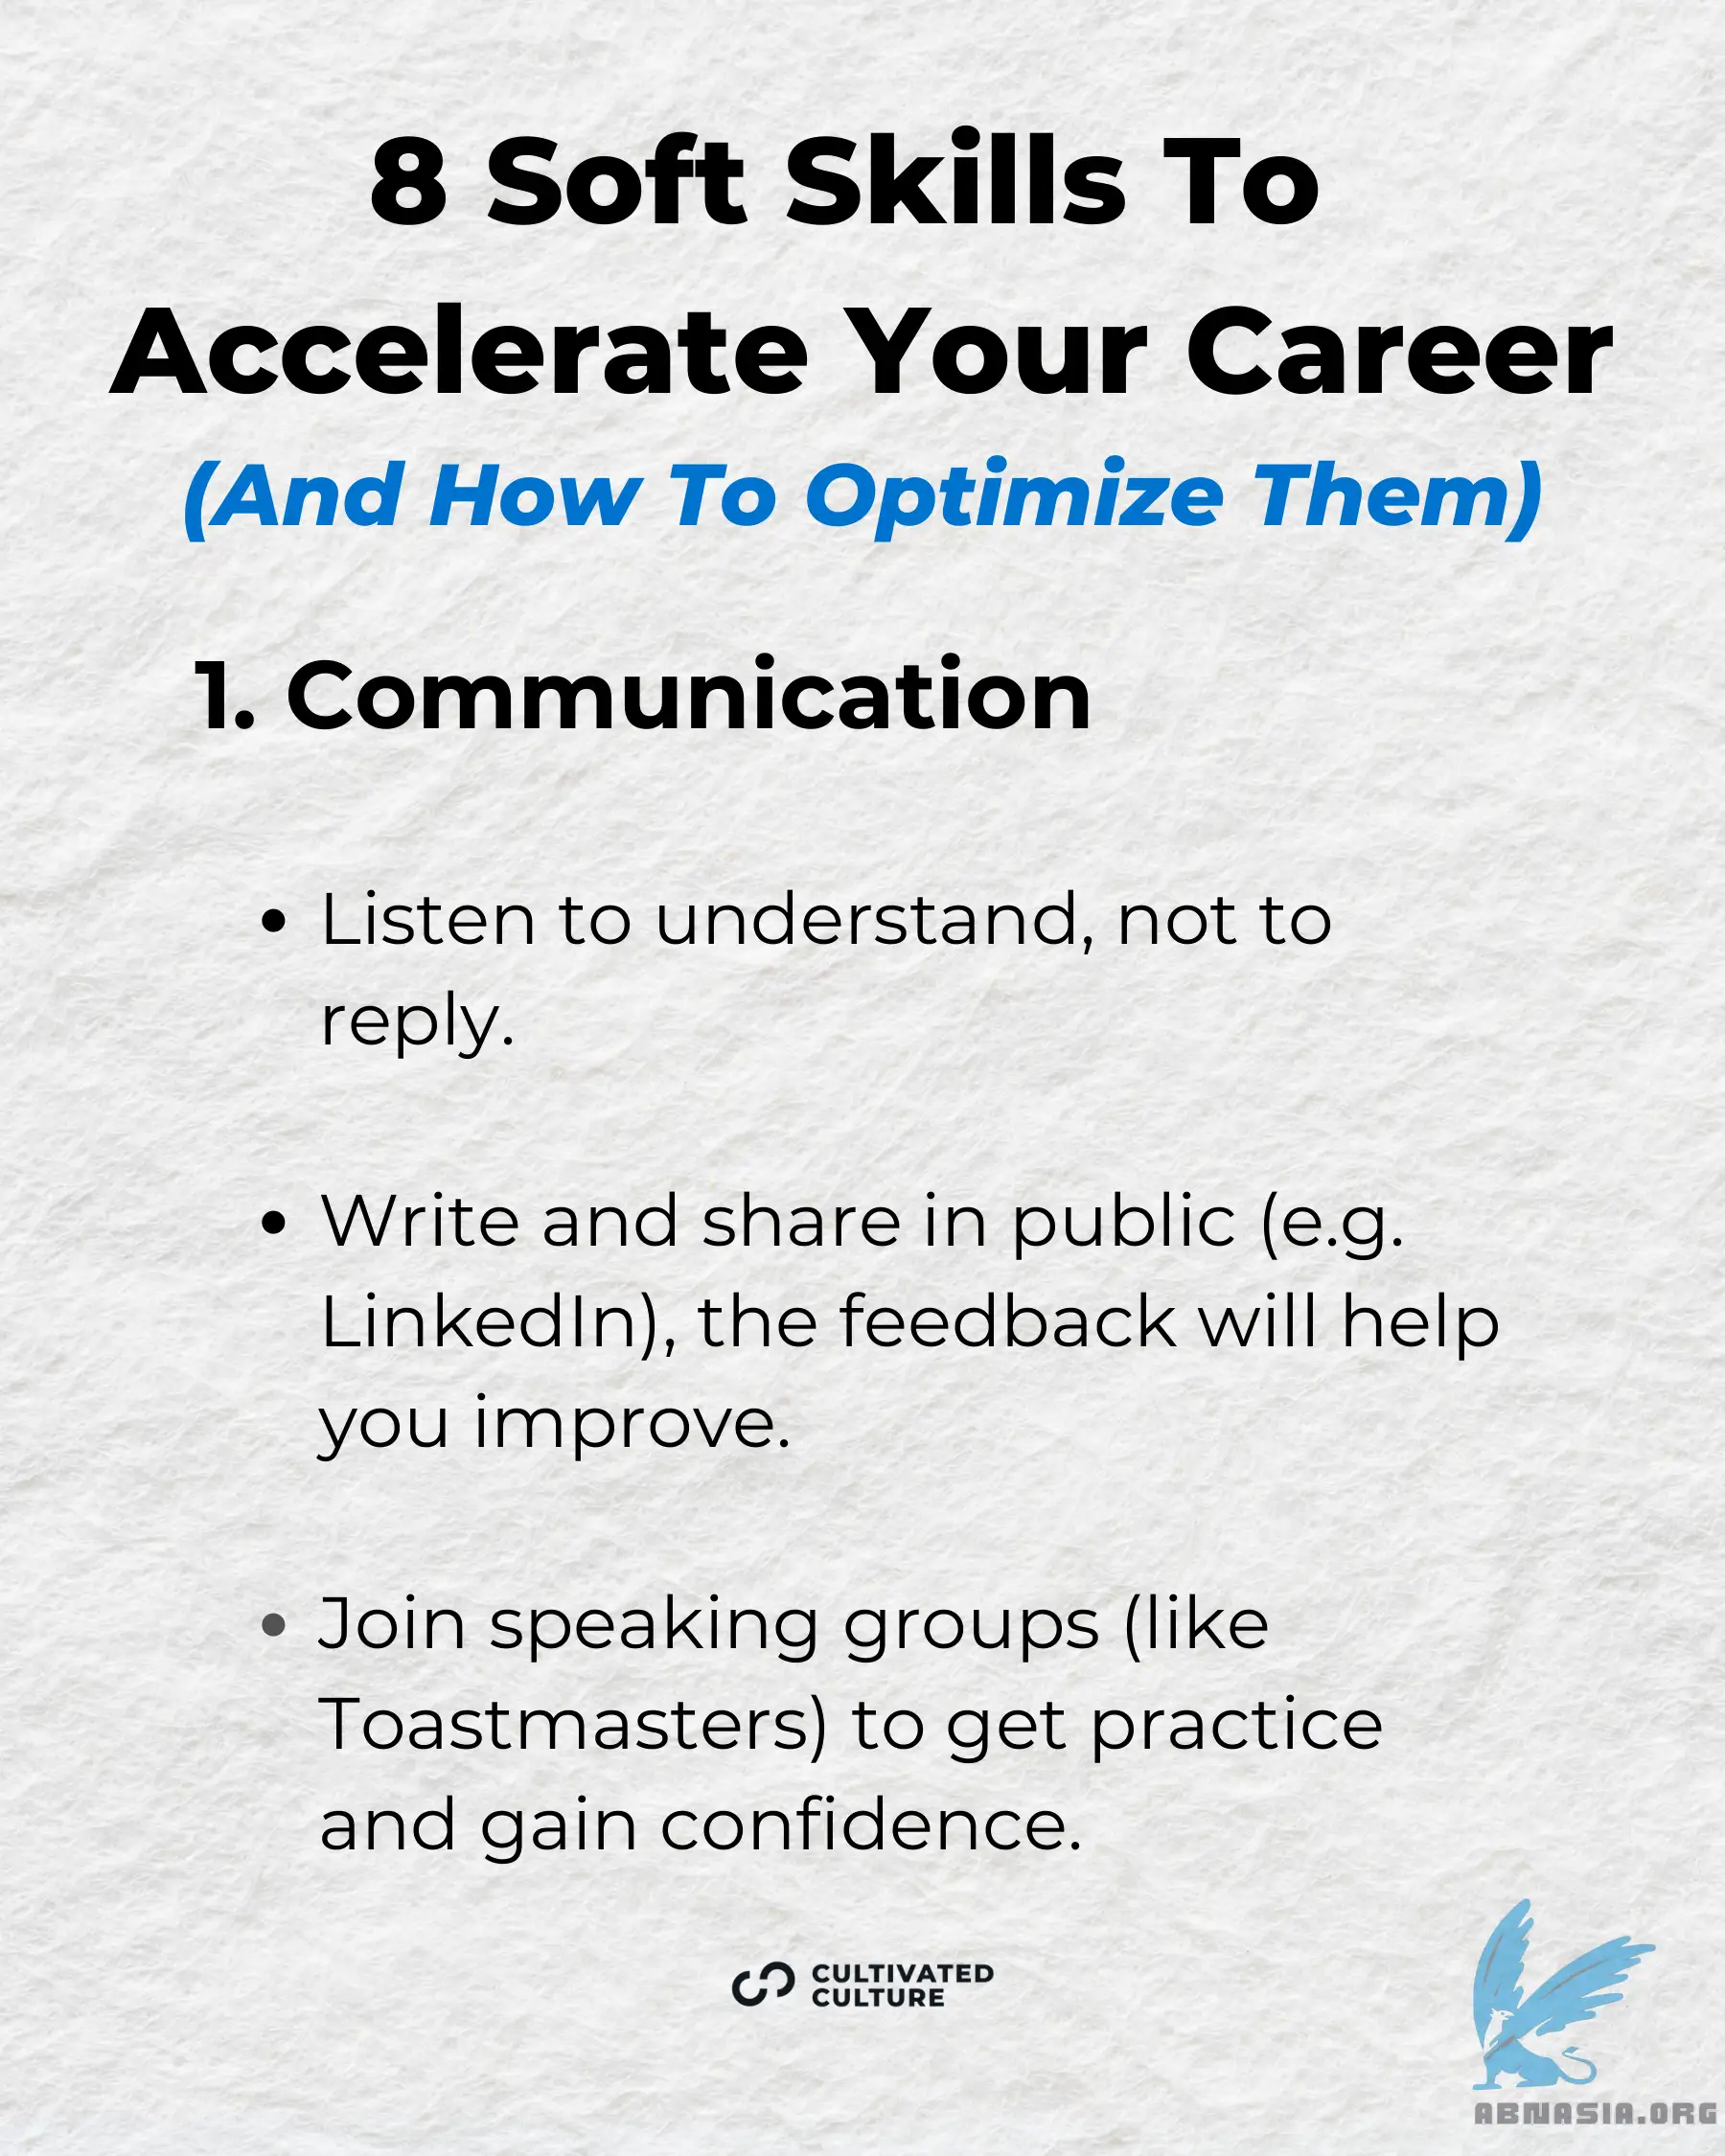 8 Soft Skills To
Accelerate Your Career
(And How To Optimize Them)
1. Communication
• Listen to understand, not to
reply.
• Write and share in public (e.g.
LinkedIn), the feedback will help
you improve.
• Join speaking groups (like
Toastmasters) to get practice
and gain confidence.
CULTIVATED
CULTURE
ABNASIA.ORG